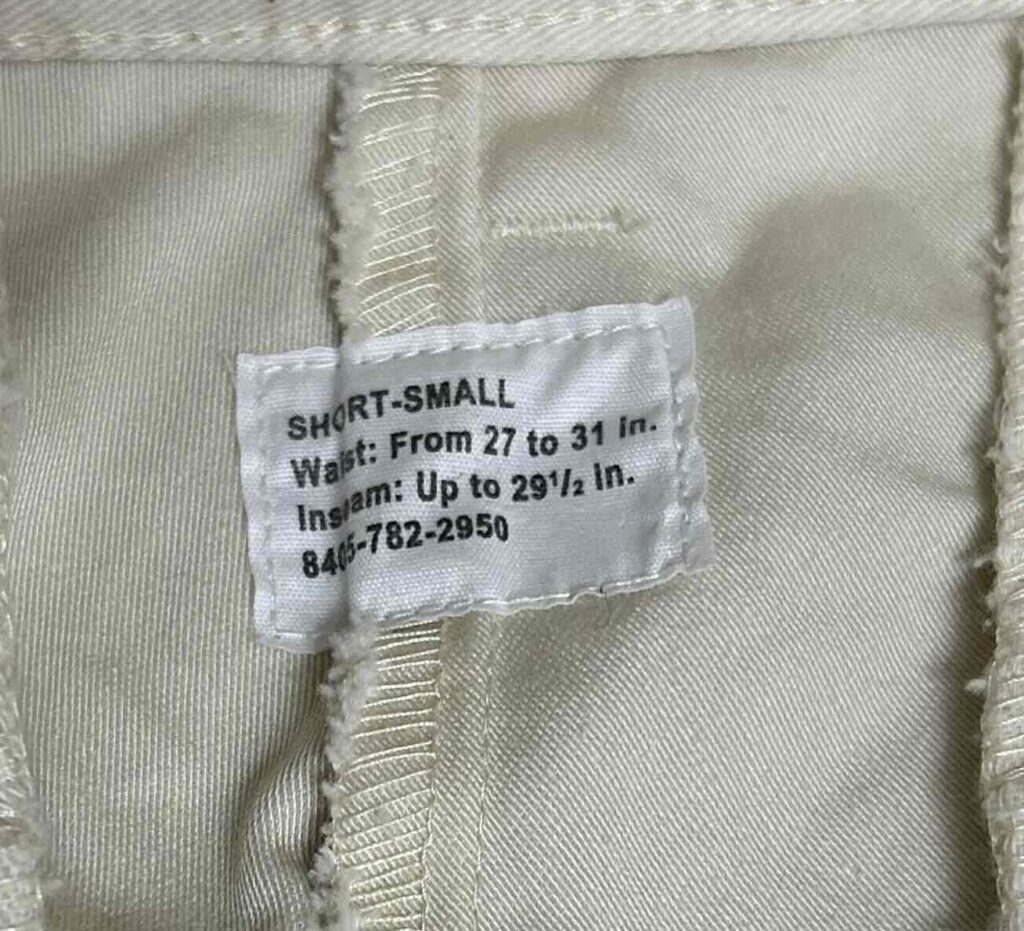 SHORT-SMALL
Waist: From 27 to 31 in.
Inseam: Up to 29½ in.
8405-782-2950